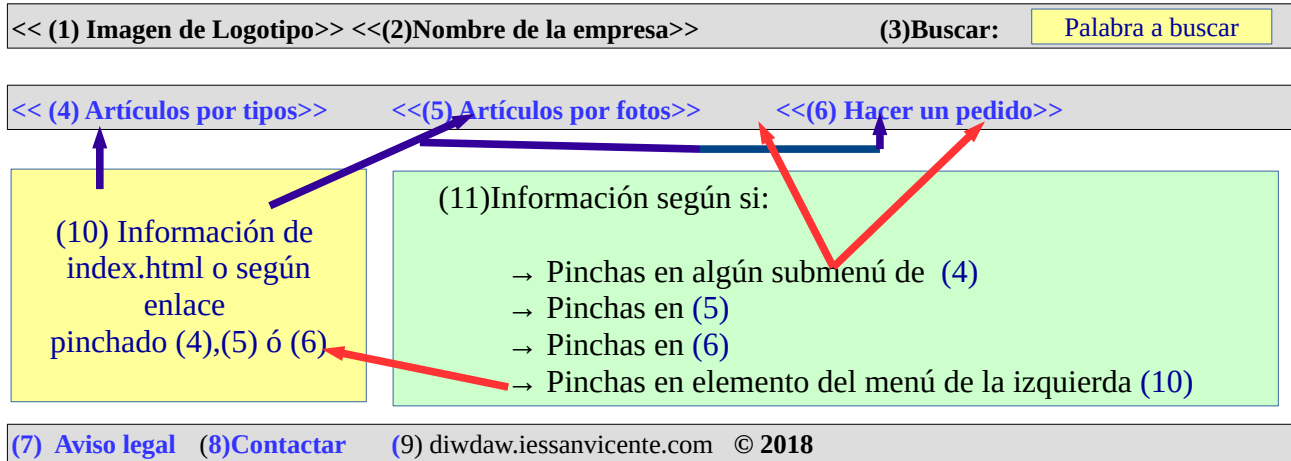 << (1) Imagen de Logotipo>> <<(2)Nombre de la empresa>> (3)Buscar: Palabra a buscar
<< (4) Artículos por tipos>> <<(5) Artículos por fotos>> <<(6) Hacer un pedido>>
(10) Información de
index.html o según
enlace
pinchado (4),(5) ó (6)
(11)Información según si:
→ Pinchas en algún submenú de (4)
→ Pinchas en (5)
→ Pinchas en (6)
→ Pinchas en elemento del menú de la izquierda (10)
(7) Aviso legal (8)Contactar (9) diwdaw.iessanvicente.com © 2018